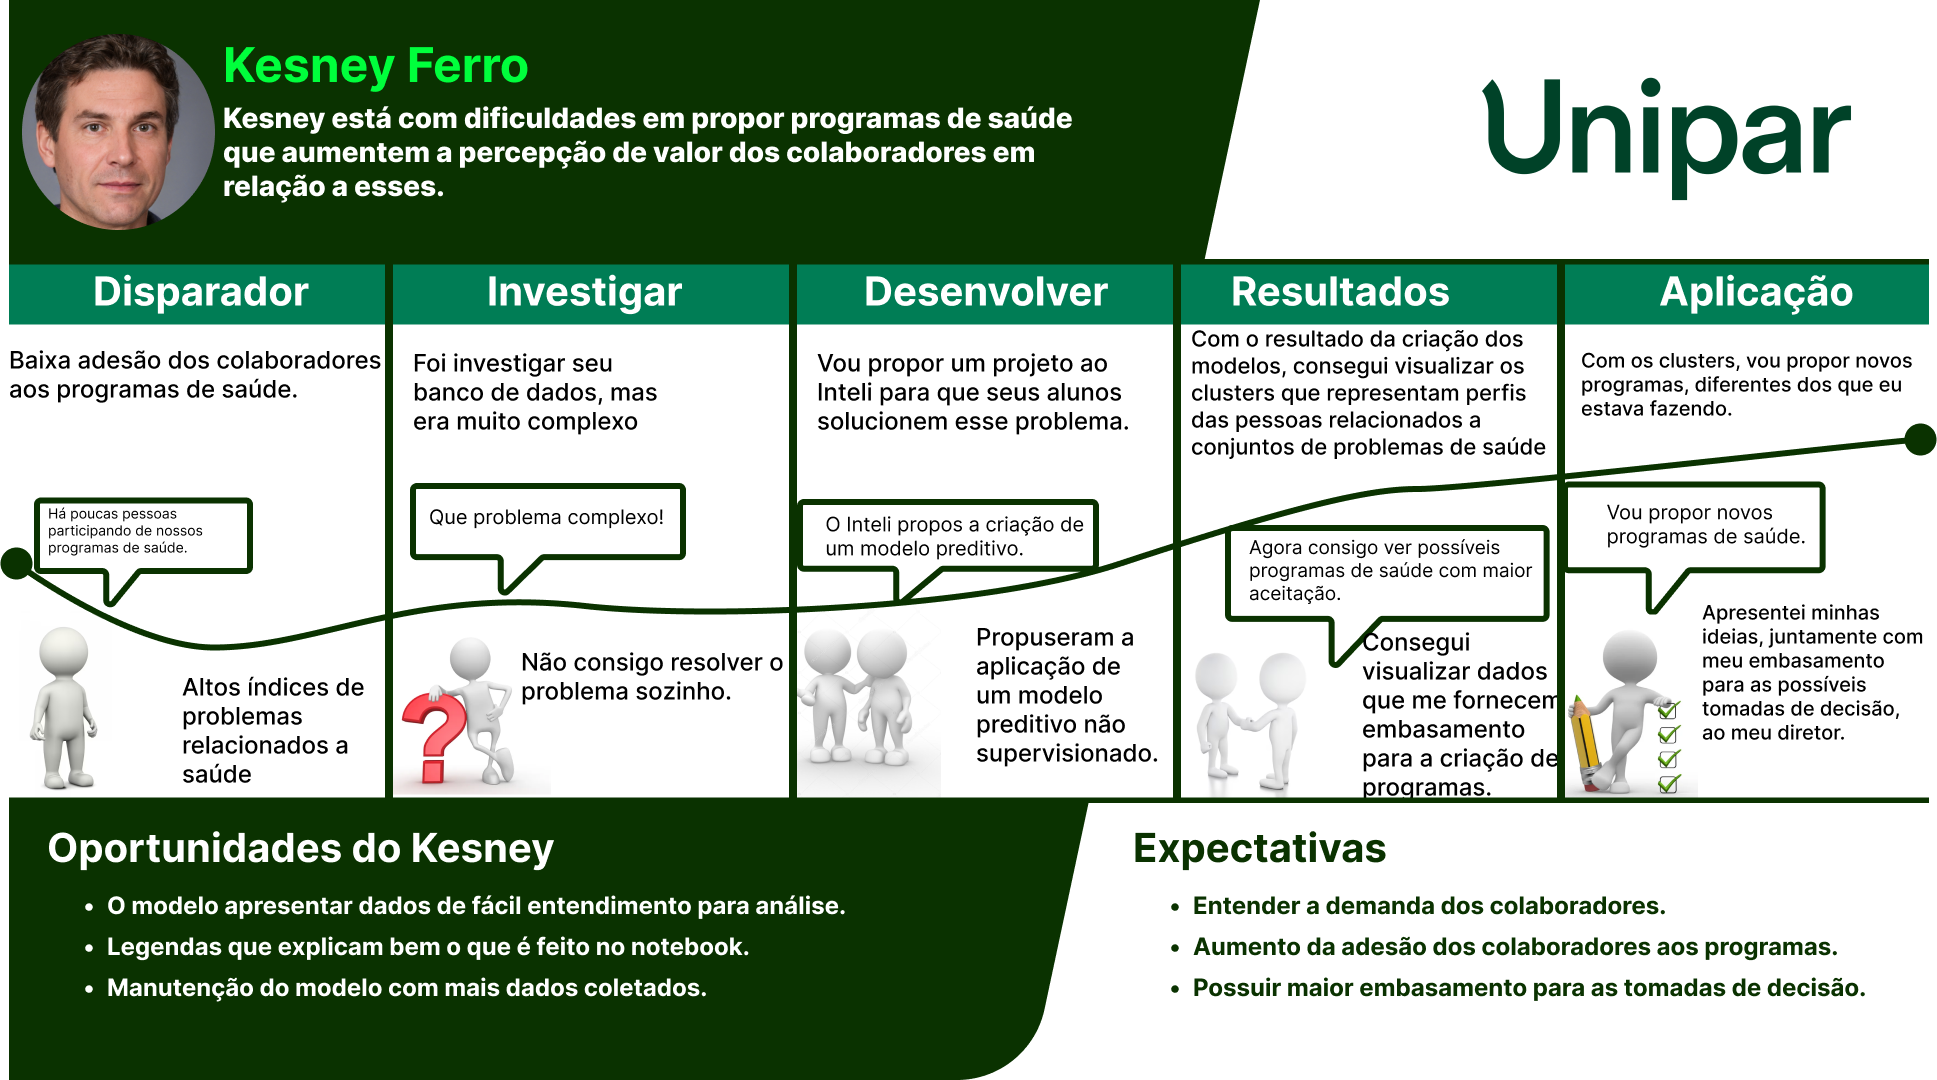 Kesney Ferro
Kesney está com dificuldades em propor programas de saúde
que aumentem a percepção de valor dos colaboradores em
relação a esses.
Unipar
Disparador
Baixa adesão dos colaboradores
aos programas de saúde.
Há poucas pessoas
participando de nossos
programas de saúde.
Altos índices de
problemas
relacionados a
saúde
Investigar
Foi investigar seu
banco de dados, mas
era muito complexo
Que problema complexo!
Não consigo resolver o
problema sozinho.
Desenvolver
Vou propor um projeto ao
Inteli para que seus alunos
solucionem esse problema.
O Inteli propos a criação de
um modelo preditivo.
Propuseram a
aplicação de
um modelo
preditivo não
supervisionado.
Resultados
Com o resultado da criação dos
modelos, consegui visualizar os
clusters que representam perfis
das pessoas relacionados a
conjuntos de problemas de saúde
Agora consigo ver possíveis
programas de saúde com maior
aceitação.
Consegui
visualizar dados
que me fornecem
embasamento
para a criação de
programas.
Aplicação
Com os clusters, vou propor novos
programas, diferentes dos que eu
estava fazendo.
Vou propor novos
programas de saúde.
Apresentei minhas
ideias, juntamente com
meu embasamento
para as possíveis
tomadas de decisão,
ao meu diretor.
Oportunidades do Kesney
• O modelo apresentar dados de fácil entendimento para análise.
• Legendas que explicam bem o que é feito no notebook.
• Manutenção do modelo com mais dados coletados.
Expectativas
• Entender a demanda dos colaboradores.
• Aumento da adesão dos colaboradores aos programas.
• Possuir maior embasamento para as tomadas de decisão.